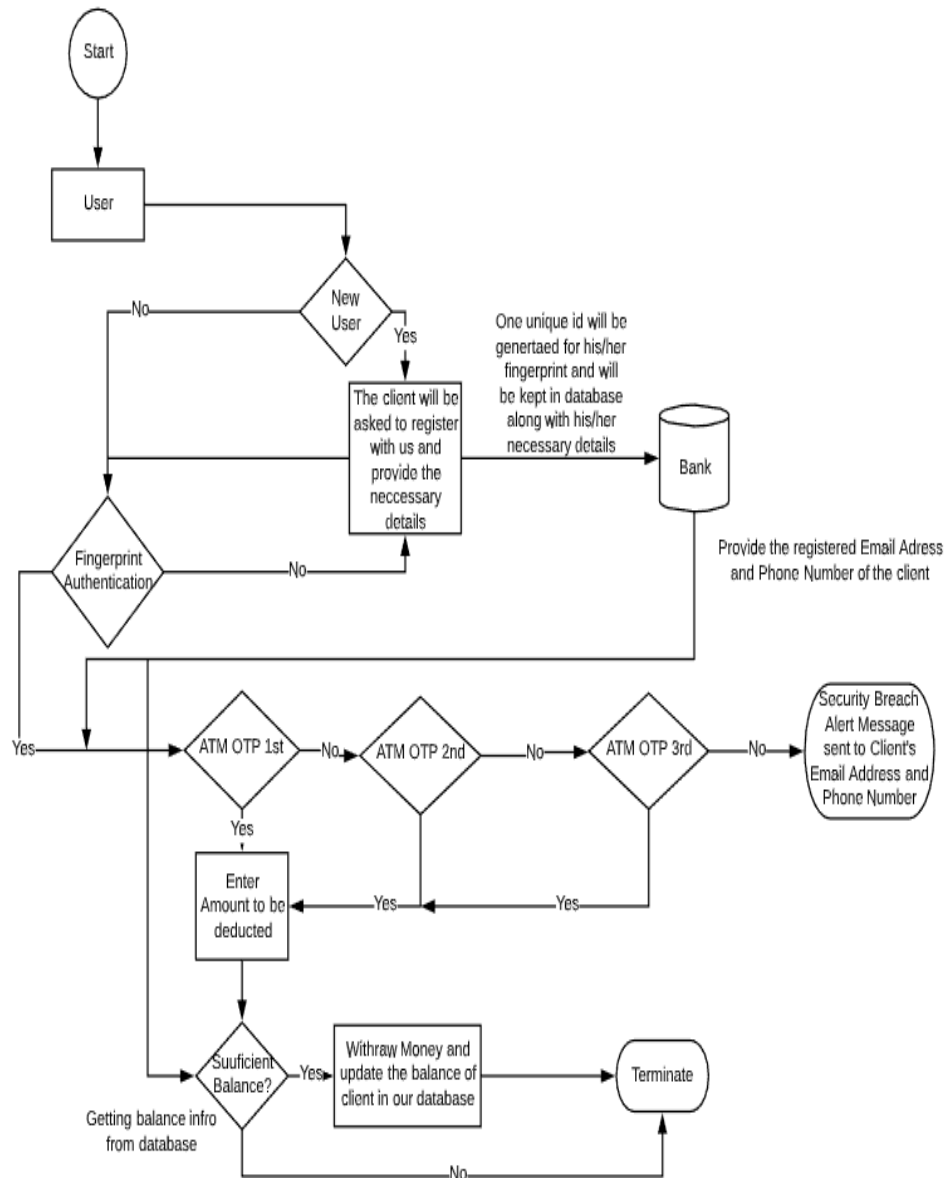 Start
User
New
User
No
Yes
The client will be
asked to register
with us and
provide the
neccessary
details
One unique id will be
genertaed for his/her
fingerprint and will
be kept in database
along with his/her
necessary details
Bank
Provide the registered Email Adress
and Phone Number of the client
Fingerprint
Authentication
No
Yes
ATM OTP 1st
No
ATM OTP 2nd
No
ATM OTP 3rd
No
Security Breach
Alert Message
sent to Client's
Email Address and
Phone Number
Yes
Enter
Amount to be
deducted
Yes
Yes
Suuficient
Balance?
Yes
Withraw Money and
update the balance of
client in our database
Terminate
Getting balance infro
from database
No